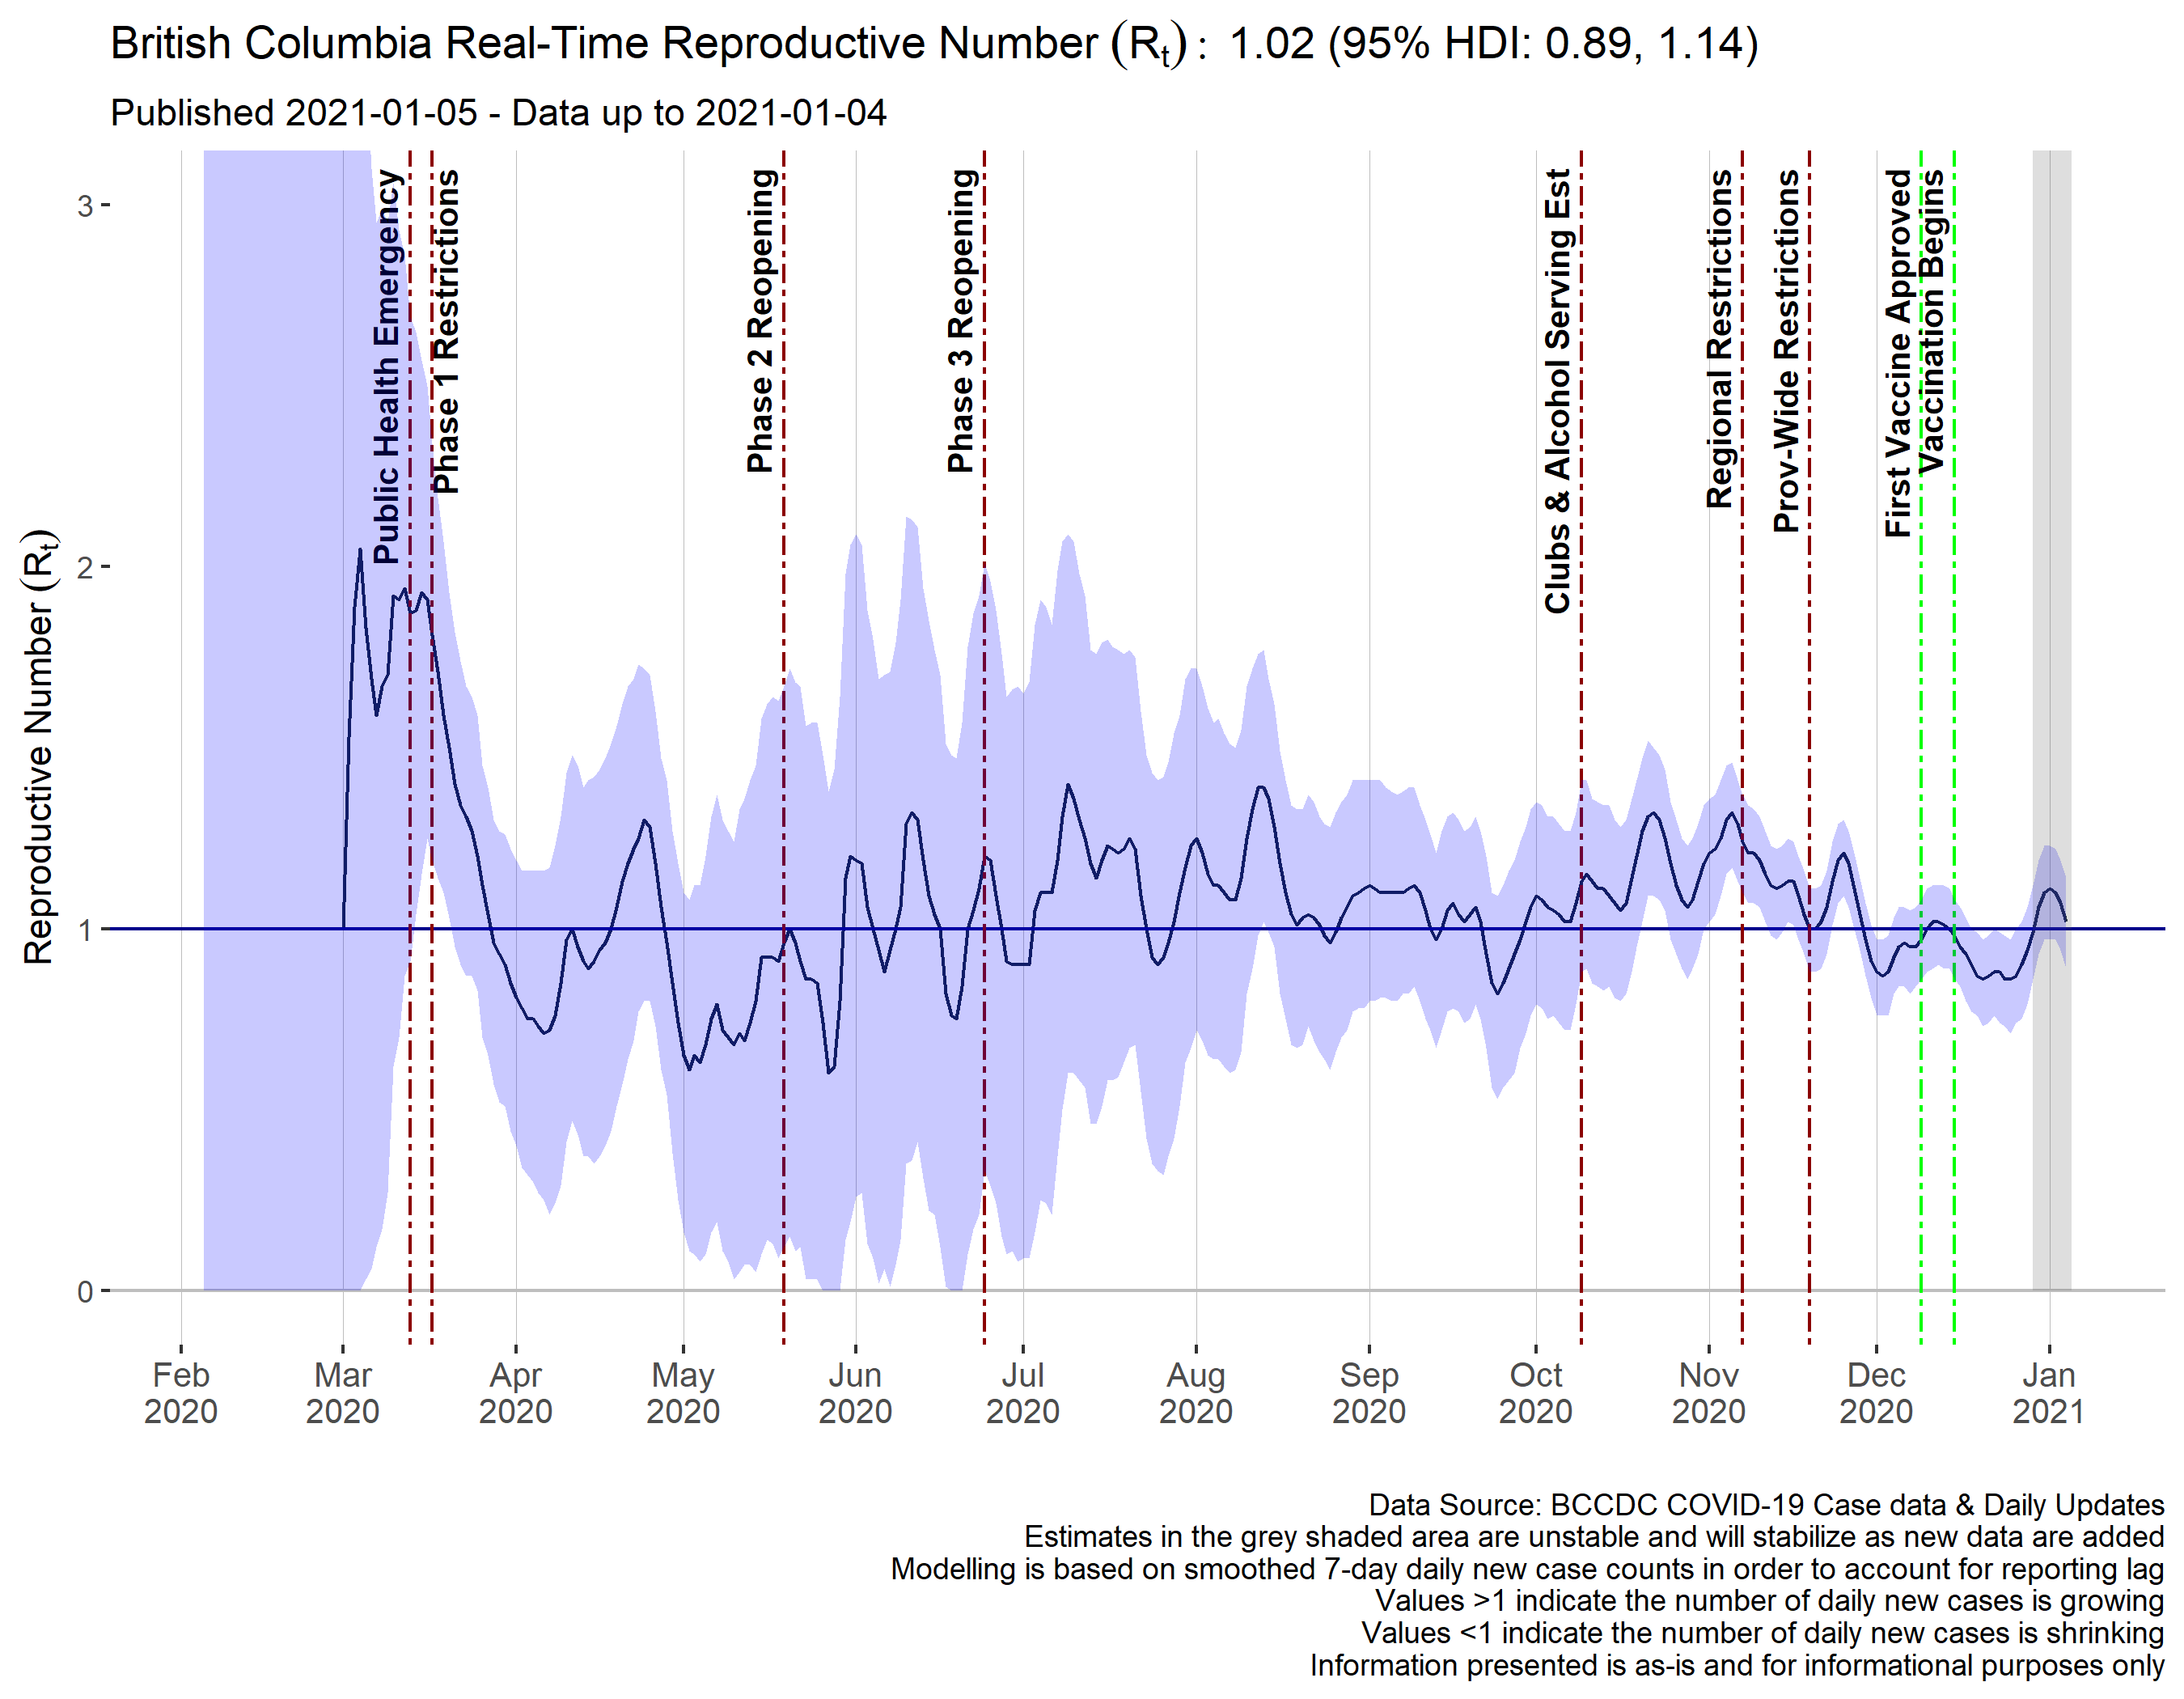 British Columbia Real-Time Reproductive Number (Rt): 1.02 (95% HDI: 0.89, 1.14)
Published 2021-01-05 - Data up to 2021-01-04
Reproductive Number (Rt)
3
2
1
0
Public Health Emergency
Phase 1 Restrictions
Phase 2 Reopening
Phase 3 Reopening
Clubs & Alcohol Serving Est
Regional Restrictions
Prov-Wide Restrictions
First Vaccine Approved
Vaccination Begins
Feb
2020
Mar
2020
Apr
2020
May
2020
Jun
2020
Jul
2020
Aug
2020
Sep
2020
Oct
2020
Nov
2020
Dec
2020
Jan
2021
Data Source: BCCDC COVID-19 Case data & Daily Updates
Estimates in the grey shaded area are unstable and will stabilize as new data are added
Modelling is based on smoothed 7-day daily new case counts in order to account for reporting lag
Values >1 indicate the number of daily new cases is growing
Values <1 indicate the number of daily new cases is shrinking
Information presented is as-is and for informational purposes only